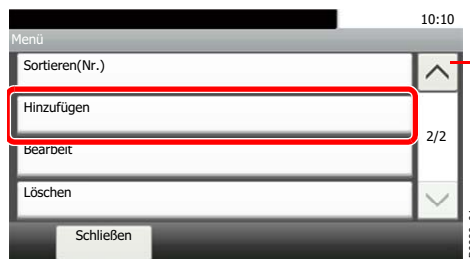 10:10
Menü
Sortieren(Nr.)
Hinzufügen
2/2
Bearbeit
Löschen
Schließen